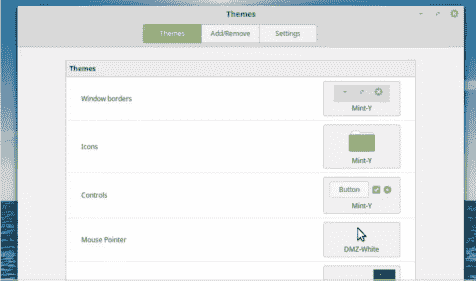 Themes
Themes
Add/Remove
Settings
Themes
Window borders
Mint-Y
Icons
Mint-Y
Controls
Button
Mint-Y
Mouse Pointer
DMZ-White